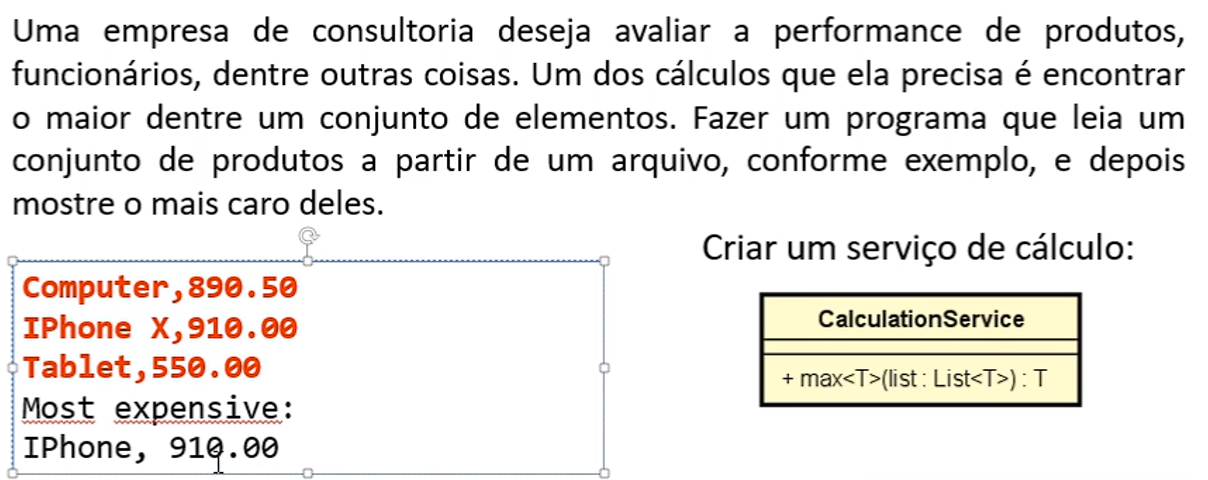 Uma empresa de consultoria deseja avaliar a performance de produtos,
funcionários, dentre outras coisas. Um dos cálculos que ela precisa é encontrar
o maior dentre um conjunto de elementos. Fazer um programa que leia um
conjunto de produtos a partir de um arquivo, conforme exemplo, e depois
mostre o mais caro deles.
Computer,890.50
IPhone X,910.00
Tablet,550.00
Most expensive:
IPhone, 910.00
Criar um serviço de cálculo:
CalculationService
+ max<T>(list : List<T>) : T